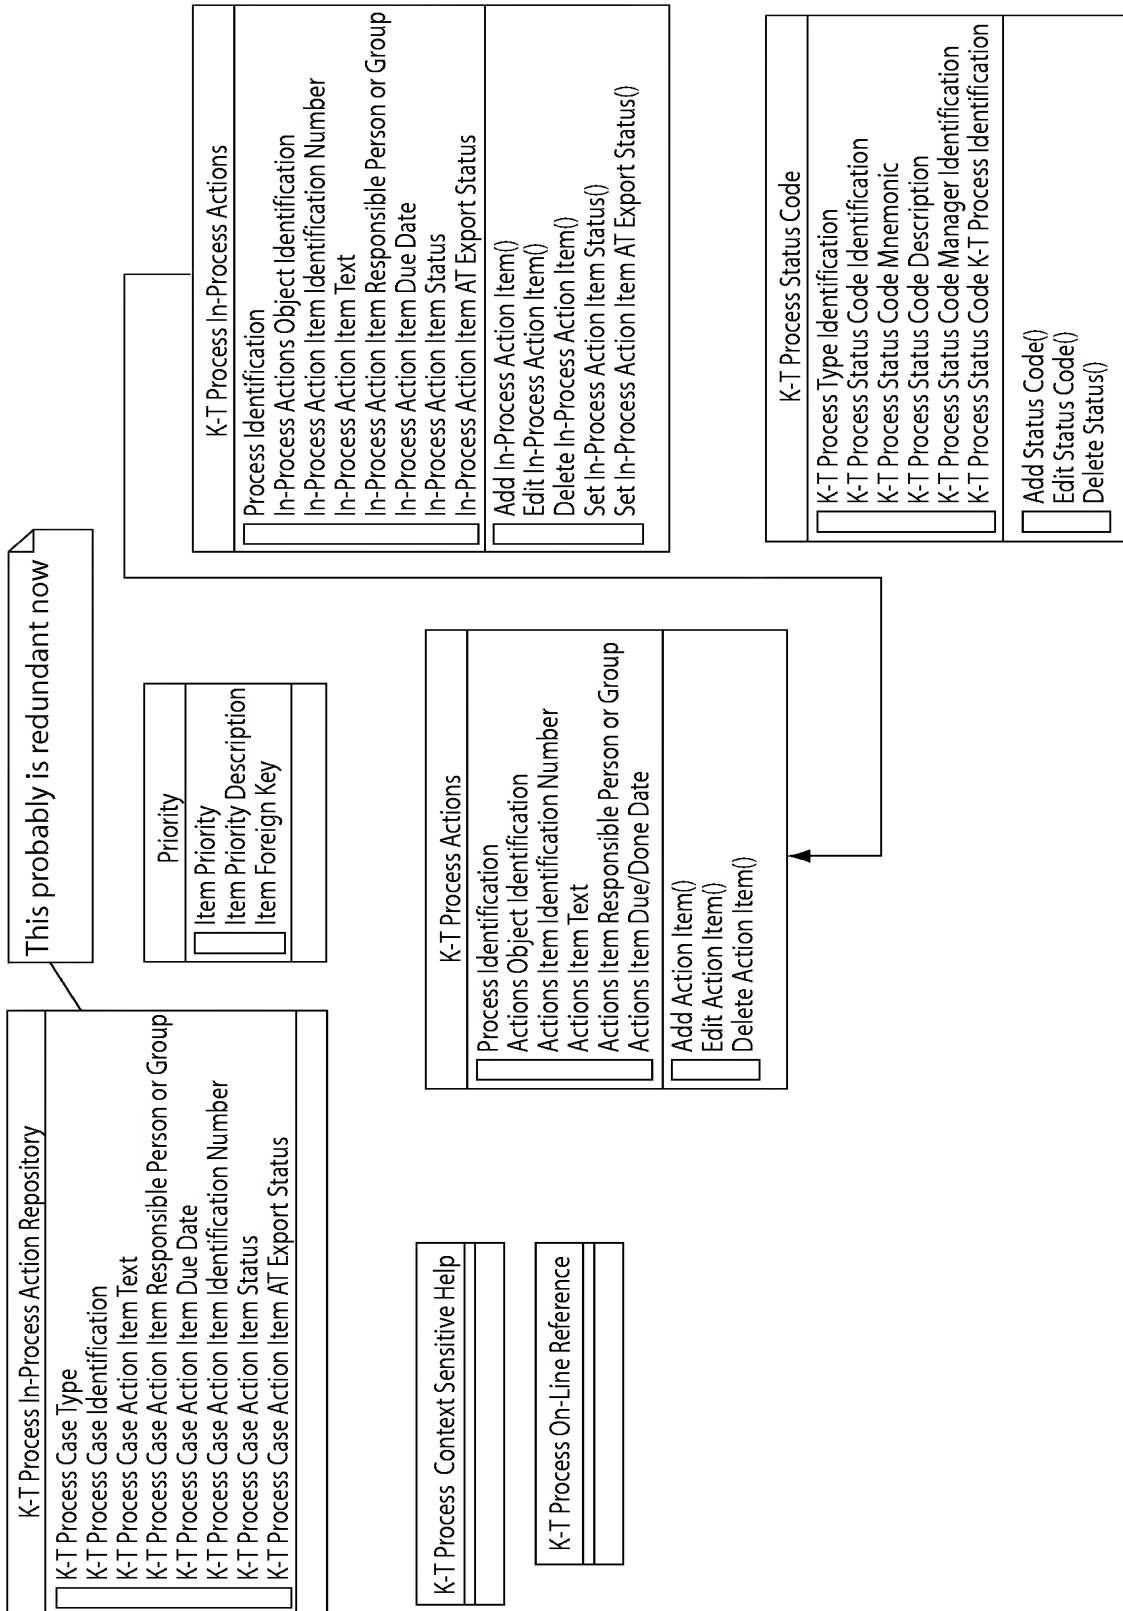 K-T Process In-Process Action Repository
K-T Process Case Type
K-T Process Case Identification
K-T Process Case Action Item Text
K-T Process Case Action Item Responsible Person or Group
K-T Process Case Action Item Due Date
K-T Process Case Action Item Identification Number
K-T Process Case Action Item Status
K-T Process Case Action Item AT Export Status
This probably is redundant now
Priority
Item Priority
Item Priority Description
Item Foreign Key
K-T Process In-Process Actions
Process Identification
In-Process Actions Object Identification
In-Process Action Item Identification Number
In-Process Action Item Text
In-Process Action Item Responsible Person or Group
In-Process Action Item Due Date
In-Process Action Item Status
In-Process Action Item AT Export Status
Add In-Process Action Item()
Edit In-Process Action Item()
Delete In-Process Action Item()
Set In-Process Action Item Status()
Set In-Process Action Item AT Export Status()
K-T Process Context Sensitive Help
K-T Process On-Line Reference
K-T Process Actions
Process Identification
Actions Object Identification
Actions Item Identification Number
Actions Item Text
Actions Item Responsible Person or Group
Actions Item Due/Done Date
Add Action Item()
Edit Action Item()
Delete Action Item()
K-T Process Status Code
K-T Process Type Identification
K-T Process Status Code Identification
K-T Process Status Code Mnemonic
K-T Process Status Code Description
K-T Process Status Code Manager Identification
K-T Process Status Code K-T Process Identification
Add Status Code()
Edit Status Code()
Delete Status()